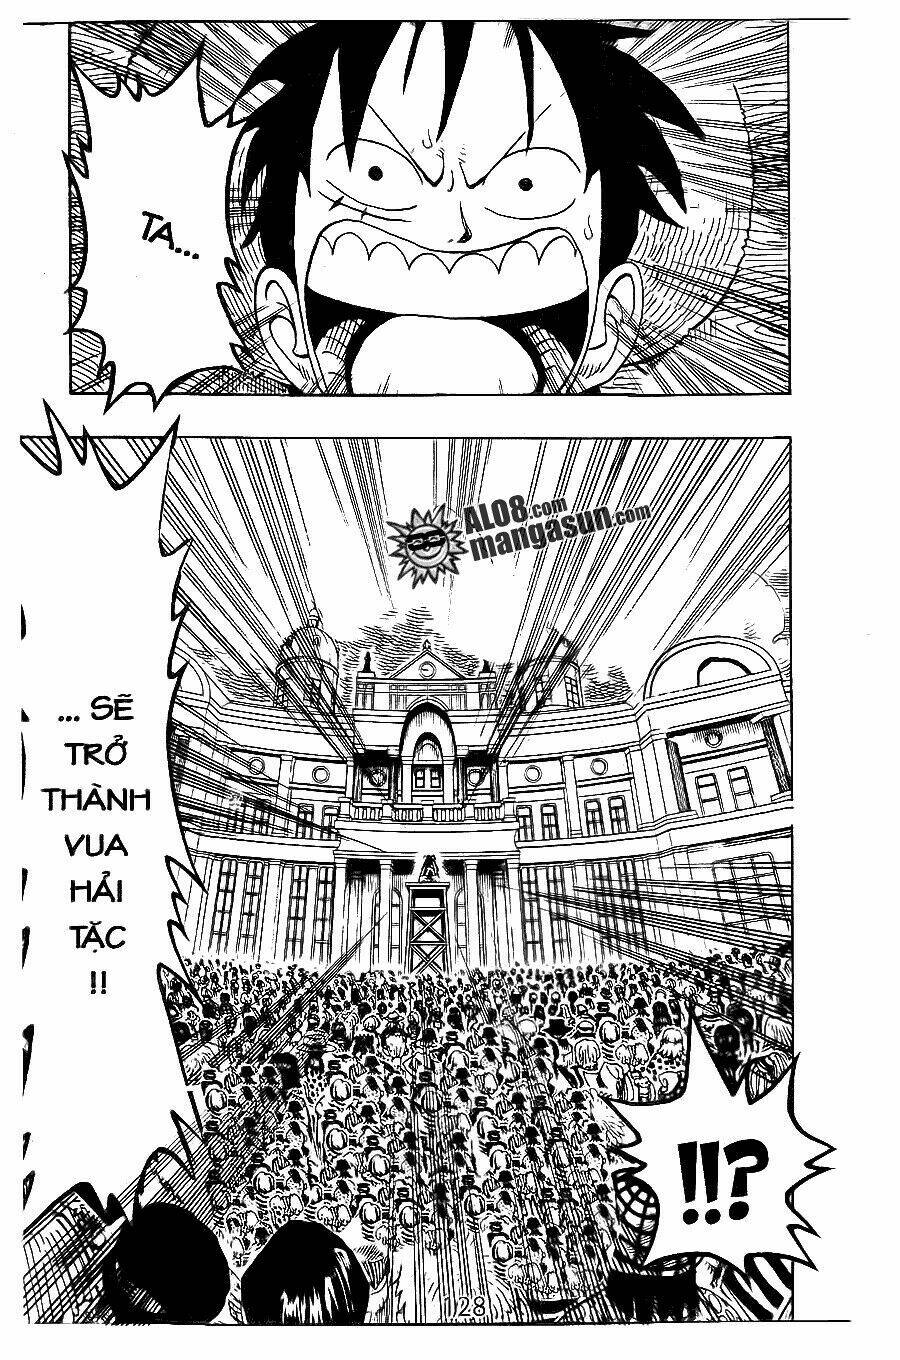 TA...
AL08.com
mangasun.com
... SẼ
TRỞ
THÀNH
VUA
HẢI
TẶC
!!
!!?
28